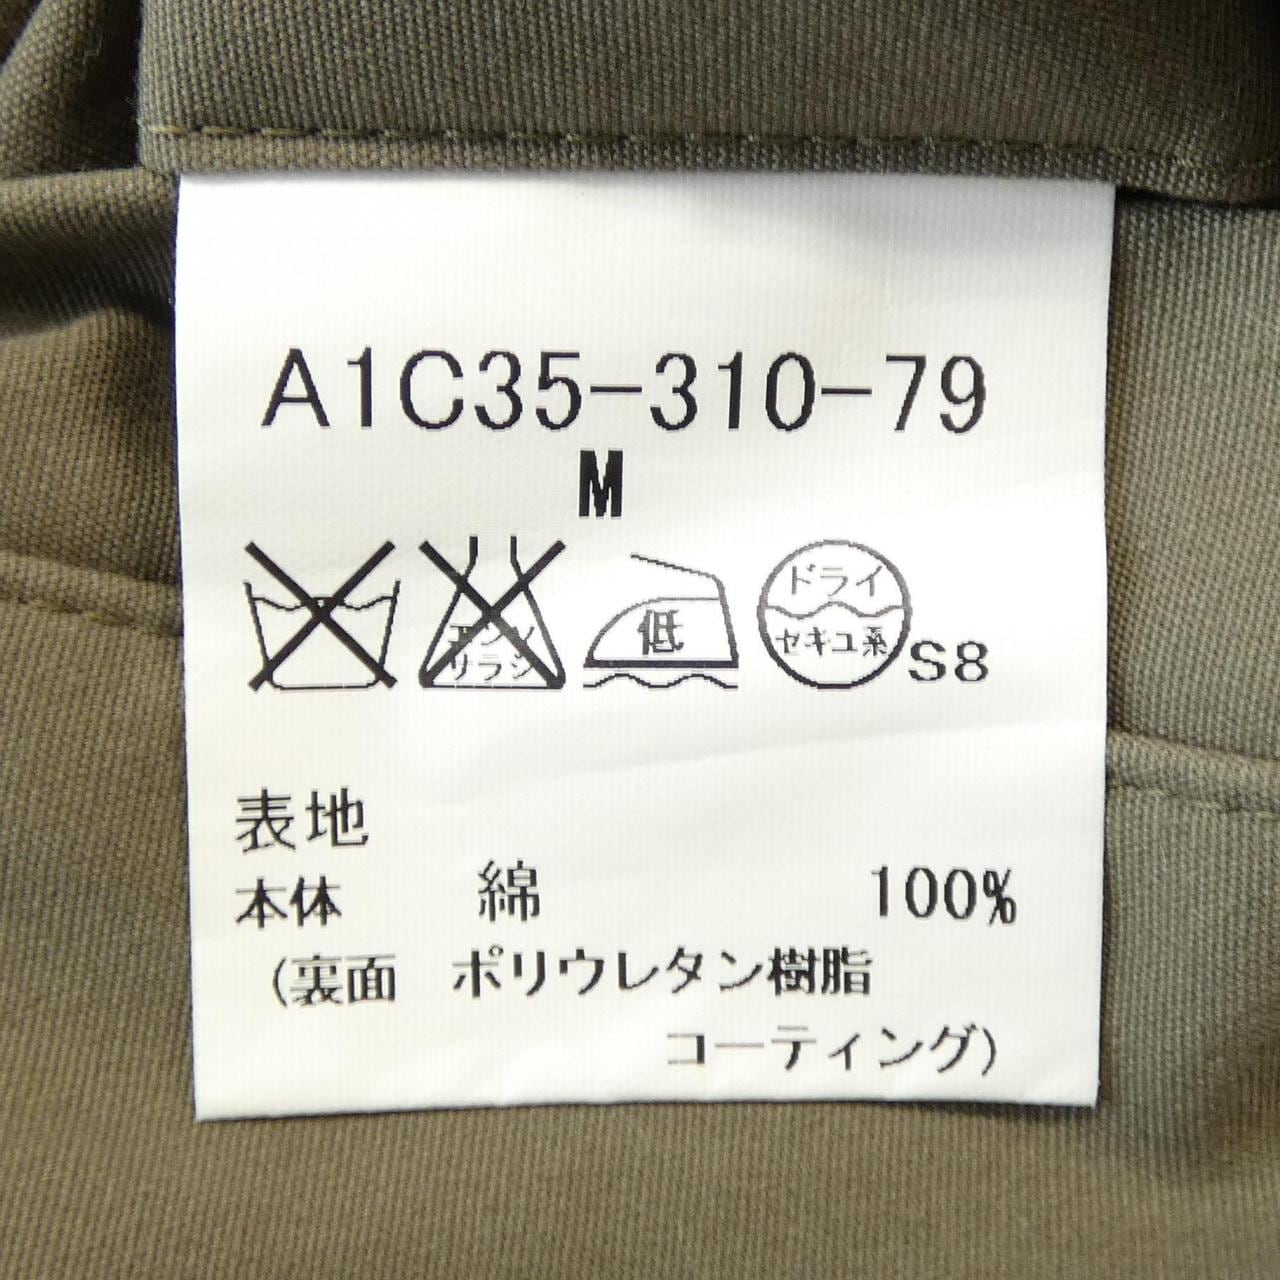 A1C35-310-79
M
エンソ
サラシ
低
ドライ
セキユ系
S8
表地
本体 綿 100%
(裏面 ポリウレタン樹脂
コーティング)